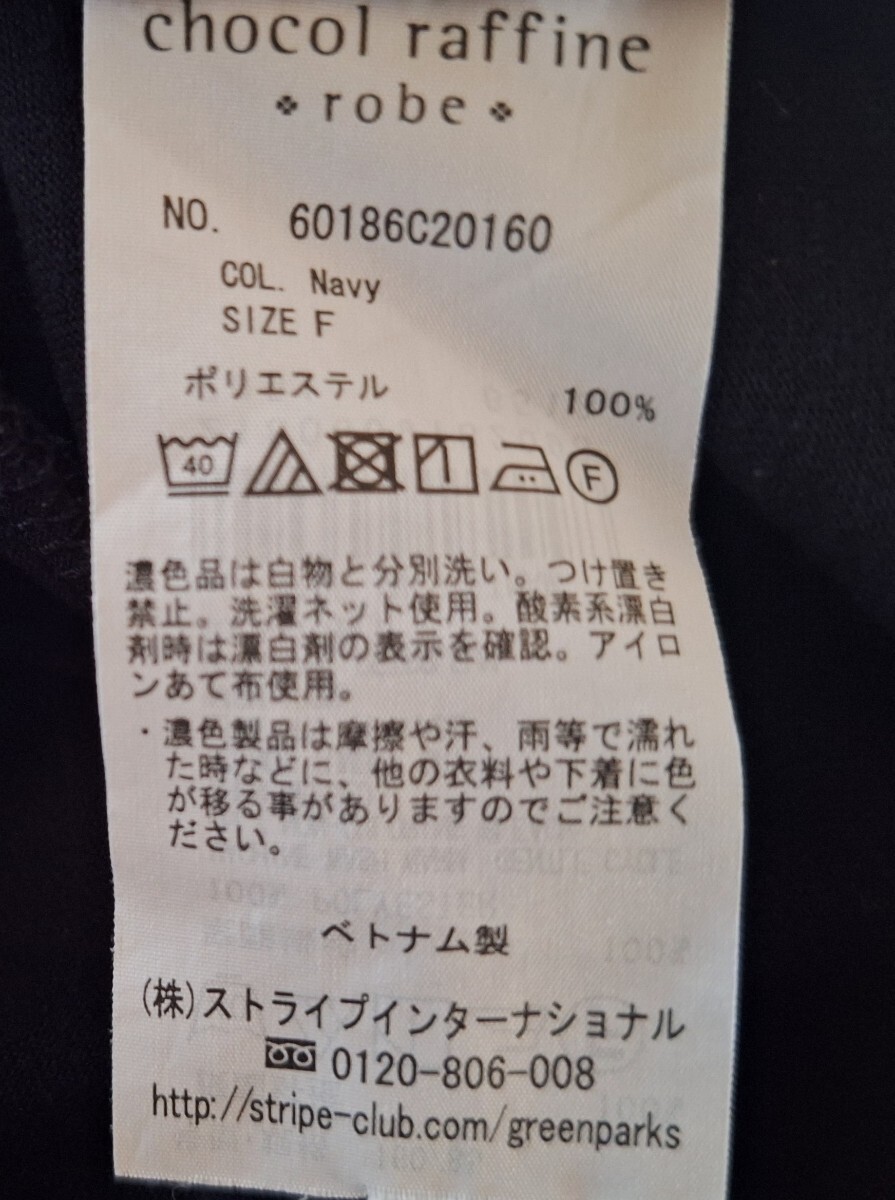 chocol raffine
robe
NO. 60186C20160
COL. Navy
SIZE F
ポリエステル 100%
40 F
濃色品は白物と分別洗い。つけ置き
禁止。洗濯ネット使用。酸素系漂白
剤時は漂白剤の表示を確認。アイロ
ンあて布使用。
・濃色製品は摩擦や汗、雨等で濡れ
た時などに、他の衣料や下着に色
が移る事がありますのでご注意く
ださい。
ベトナム製
(株)ストライプインターナショナル
0120-806-008
http://stripe-club.com/greenparks